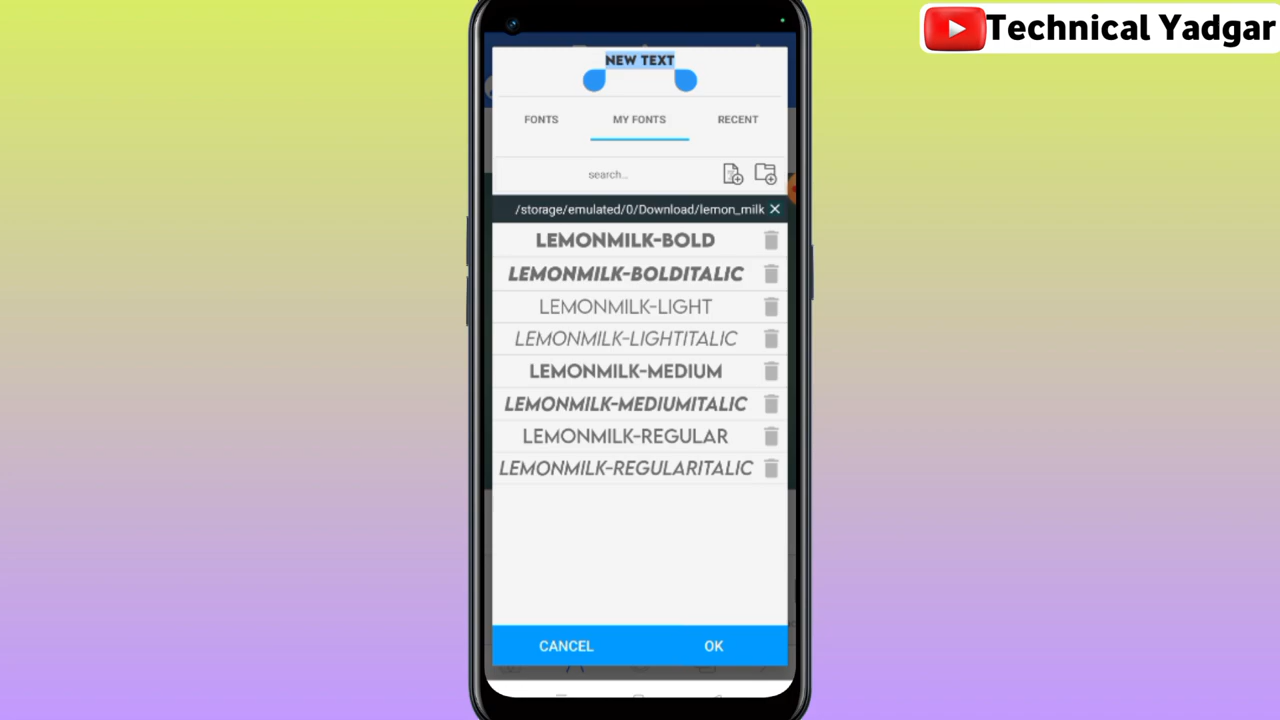 Technical Yadgar
NEW TEXT
FONTS MY FONTS RECENT
search...
/storage/emulated/0/Download/lemon_milk
LEMONMILK-BOLD
LEMONMILK-BOLDITALIC
LEMONMILK-LIGHT
LEMONMILK-LIGHTITALIC
LEMONMILK-MEDIUM
LEMONMILK-MEDIUMITALIC
LEMONMILK-REGULAR
LEMONMILK-REGULARITALIC
CANCEL OK